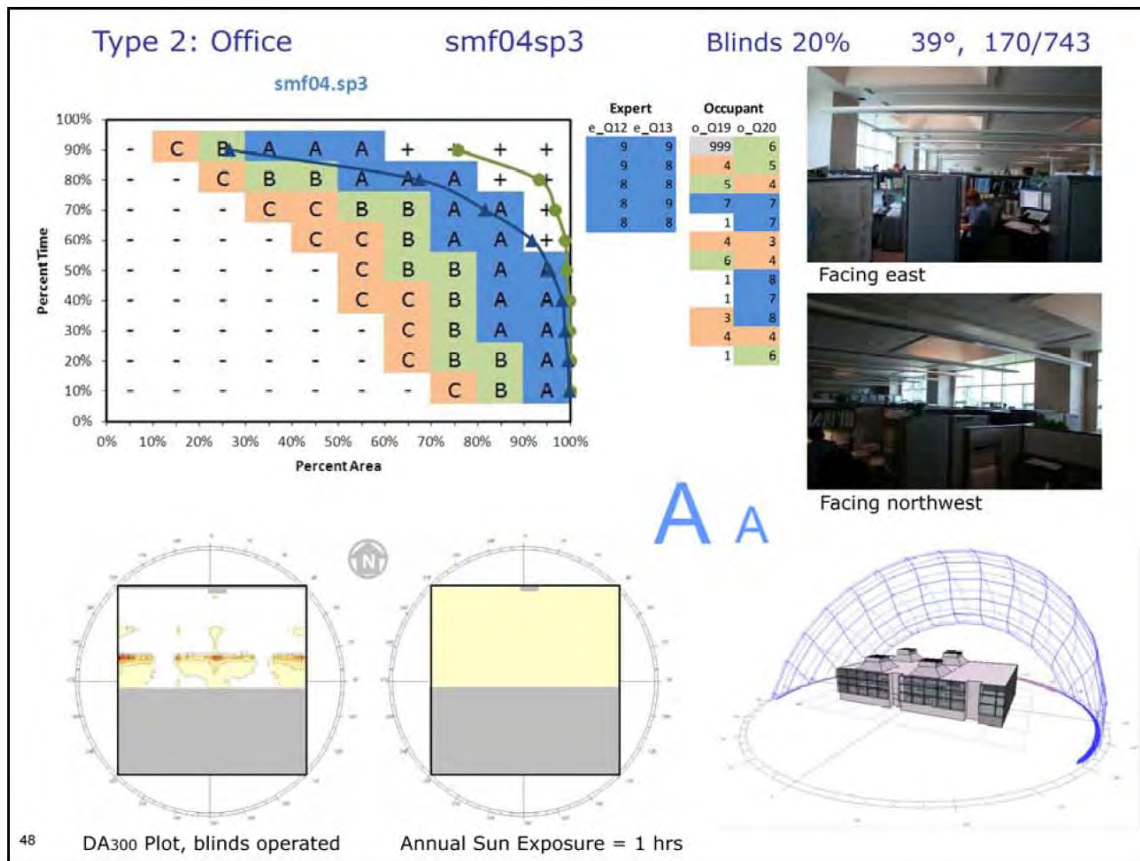 Type 2: Office smf04sp3 Blinds 20% 39°, 170/743
smf04.sp3
Percent Time
100%
90% - C B A A A + - + +
80% - - C B B A A A + +
70% - - - C C B B A A +
60% - - - - C C B A A +
50% - - - - - C B B A A
40% - - - - - C C B A A
30% - - - - - - C B A A
20% - - - - - - C B B A
10% - - - - - - - C B A
0%
0% 10% 20% 30% 40% 50% 60% 70% 80% 90% 100%
Percent Area
Expert Occupant
e_Q12 e_Q13 o_Q19 o_Q20
9 9 999 6
9 8 4 5
8 8 5 4
8 9 7 7
8 8 1 7
4 3
6 4
1 8
1 7
3 8
4 4
1 6
Facing east
Facing northwest
A A
N
DA300 Plot, blinds operated
Annual Sun Exposure = 1 hrs
48